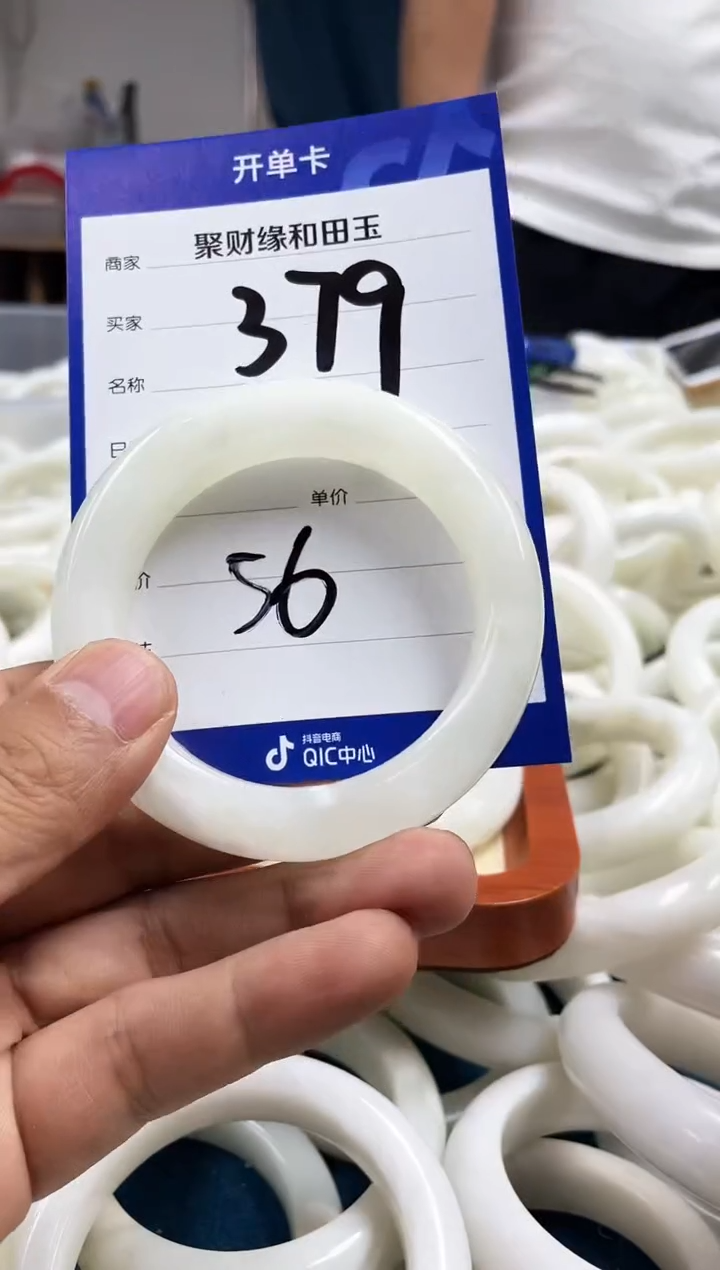 开单卡
商家 聚财缘和田玉
买家 379
名称
单价
价 56
抖音电商
QIC中心